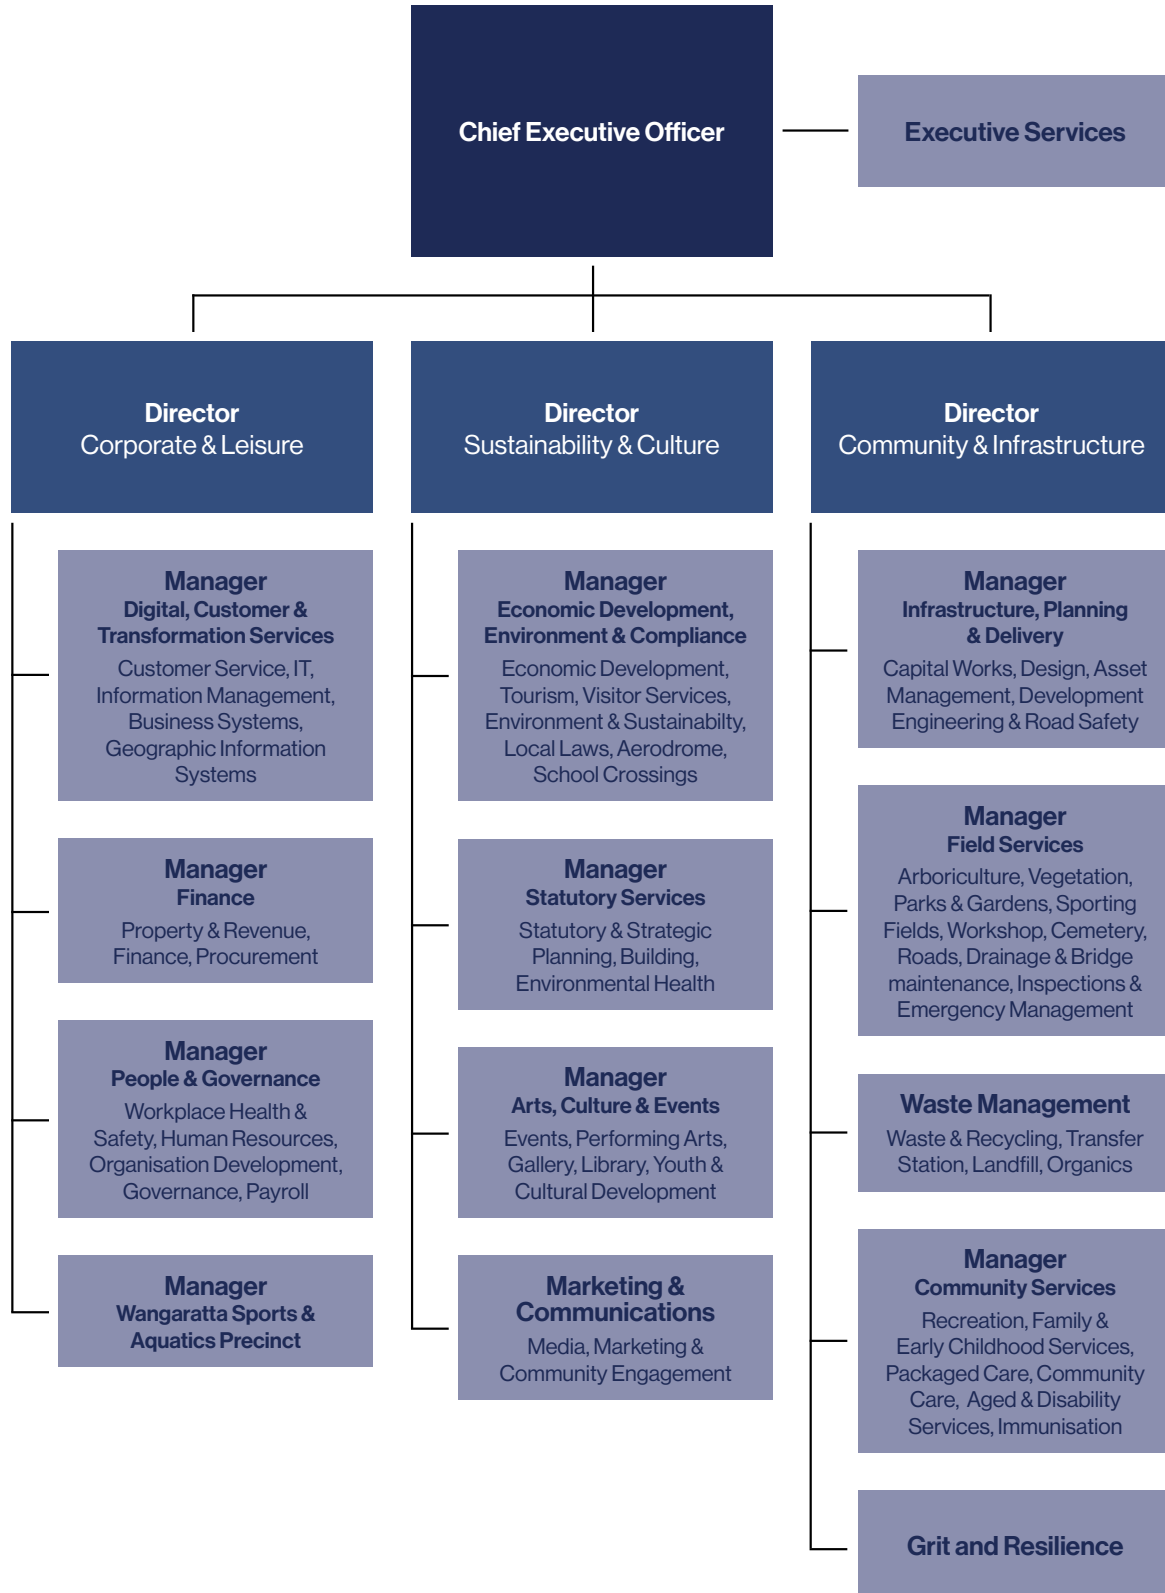 Chief Executive Officer
Executive Services
Director
Corporate & Leisure
Director
Sustainability & Culture
Director
Community & Infrastructure
Manager
Digital, Customer &
Transformation Services
Customer Service, IT,
Information Management,
Business Systems,
Geographic Information
Systems
Manager
Finance
Property & Revenue,
Finance, Procurement
Manager
People & Governance
Workplace Health &
Safety, Human Resources,
Organisation Development,
Governance, Payroll
Manager
Wangaratta Sports &
Aquatics Precinct
Manager
Economic Development,
Environment & Compliance
Economic Development,
Tourism, Visitor Services,
Environment & Sustainabilty,
Local Laws, Aerodrome,
School Crossings
Manager
Statutory Services
Statutory & Strategic
Planning, Building,
Environmental Health
Manager
Arts, Culture & Events
Events, Performing Arts,
Gallery, Library, Youth &
Cultural Development
Marketing &
Communications
Media, Marketing &
Community Engagement
Manager
Infrastructure, Planning
& Delivery
Capital Works, Design, Asset
Management, Development
Engineering & Road Safety
Manager
Field Services
Arboriculture, Vegetation,
Parks & Gardens, Sporting
Fields, Workshop, Cemetery,
Roads, Drainage & Bridge
maintenance, Inspections &
Emergency Management
Waste Management
Waste & Recycling, Transfer
Station, Landfill, Organics
Manager
Community Services
Recreation, Family &
Early Childhood Services,
Packaged Care, Community
Care, Aged & Disability
Services, Immunisation
Grit and Resilience